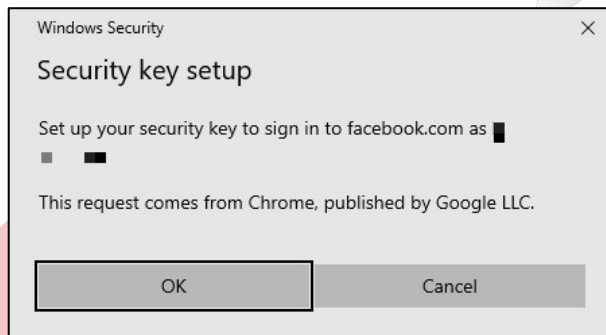 Windows Security
Security key setup
Set up your security key to sign in to facebook.com as
This request comes from Chrome, published by Google LLC.
OK
Cancel